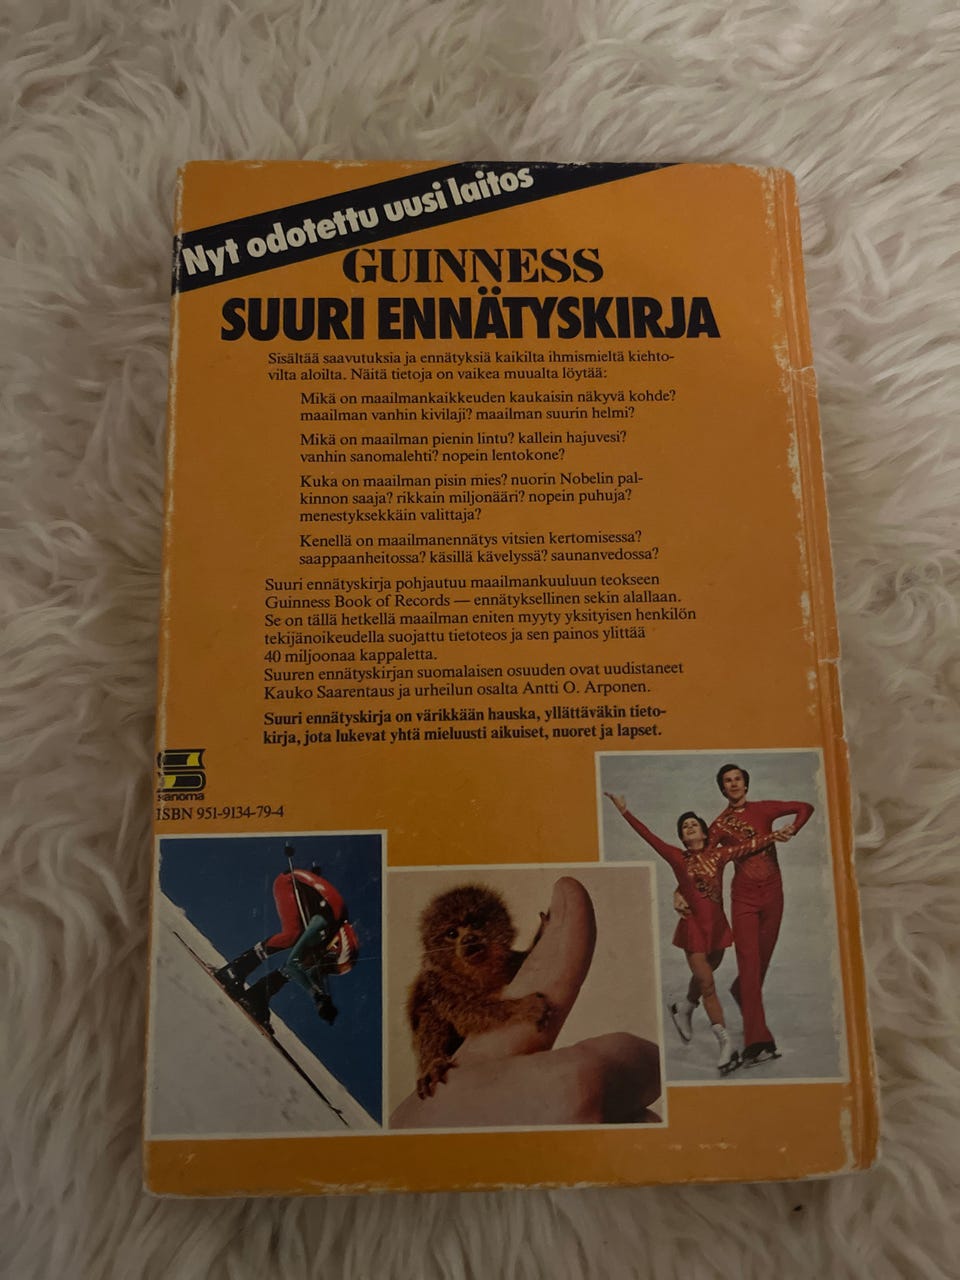 Nyt odotettu uusi laitos
GUINNESS
SUURI ENNÄTYSKIRJA
Sisältää saavutuksia ja ennätyksiä kaikilta ihmismieltä kiehto-
vilta aloilta. Näitä tietoja on vaikea muualta löytää:
Mikä on maailmankaikkeuden kaukaisin näkyvä kohde?
maailman vanhin kivilaji? maailman suurin helmi?
Mikä on maailman pienin lintu? kallein hajuvesi?
vanhin sanomalehti? nopein lentokone?
Kuka on maailman pisin mies? nuorin Nobelin pal-
kinnon saaja? rikkain miljonääri? nopein puhuja?
menestyksekkäin valittaja?
Kenellä on maailmanennätys vitsien kertomisessa?
saappaanheitossa? käsillä kävelyssä? saunanvedossa?
Suuri ennätyskirja pohjautuu maailmankuuluun teokseen
Guinness Book of Records — ennätyksellinen sekin alallaan.
Se on tällä hetkellä maailman eniten myyty yksityisen henkilön
tekijänoikeudella suojattu tietoteos ja sen painos ylittää
40 miljoonaa kappaletta.
Suuren ennätyskirjan suomalaisen osuuden ovat uudistaneet
Kauko Saarentaus ja urheilun osalta Antti O. Arponen.
Suuri ennätyskirja on värikkään hauska, yllättäväkin tieto-
kirja, jota lukevat yhtä mieluusti aikuiset, nuoret ja lapset.
sanoma
ISBN 951-9134-79-4